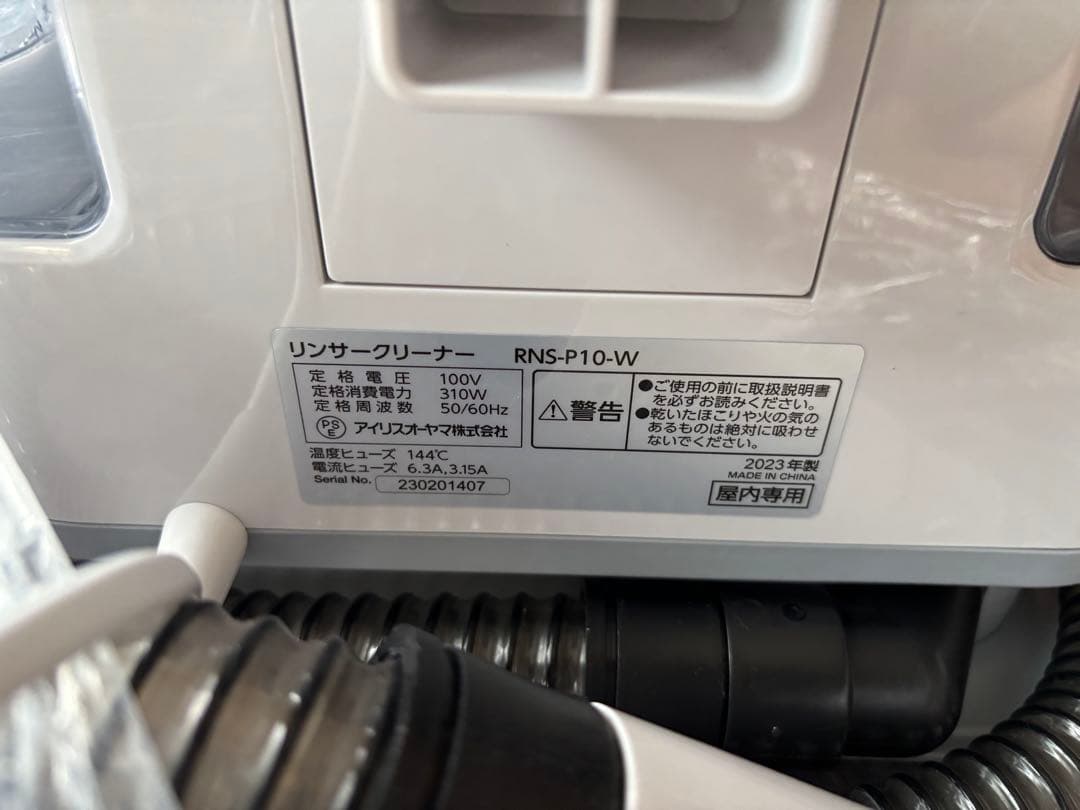 リンサークリーナー RNS-P10-W
定格電圧 100V
定格消費電力 310W
定格周波数 50/60Hz
PSE アイリスオーヤマ株式会社
温度ヒューズ 144℃
電流ヒューズ 6.3A,3.15A
Serial No. 230201407
警告
●ご使用の前に取扱説明書
を必ずお読みください。
●乾いたほこりや火の気の
あるものは絶対に吸わせ
ないでください。
2023年製
MADE IN CHINA
屋内専用